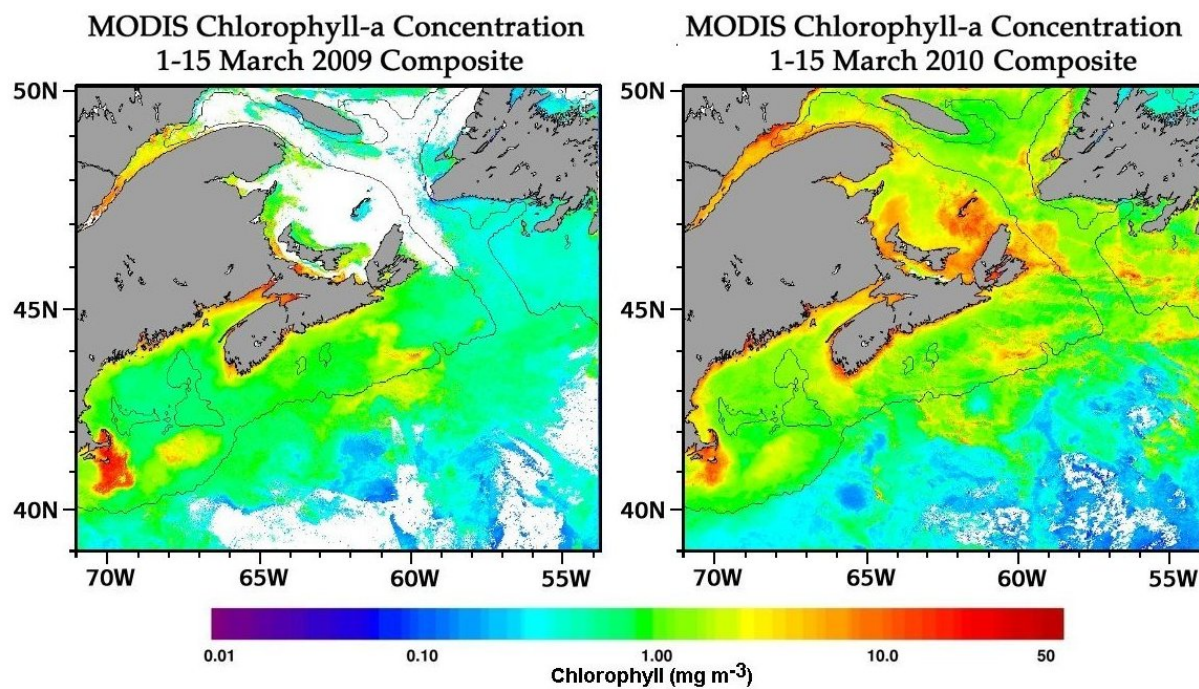 MODIS Chlorophyll-a Concentration
1-15 March 2009 Composite
MODIS Chlorophyll-a Concentration
1-15 March 2010 Composite
50N
45N
40N
70W 65W 60W 55W
50N
45N
40N
70W 65W 60W 55W
0.01 0.10 1.00 10.0 50
Chlorophyll (mg m-3)